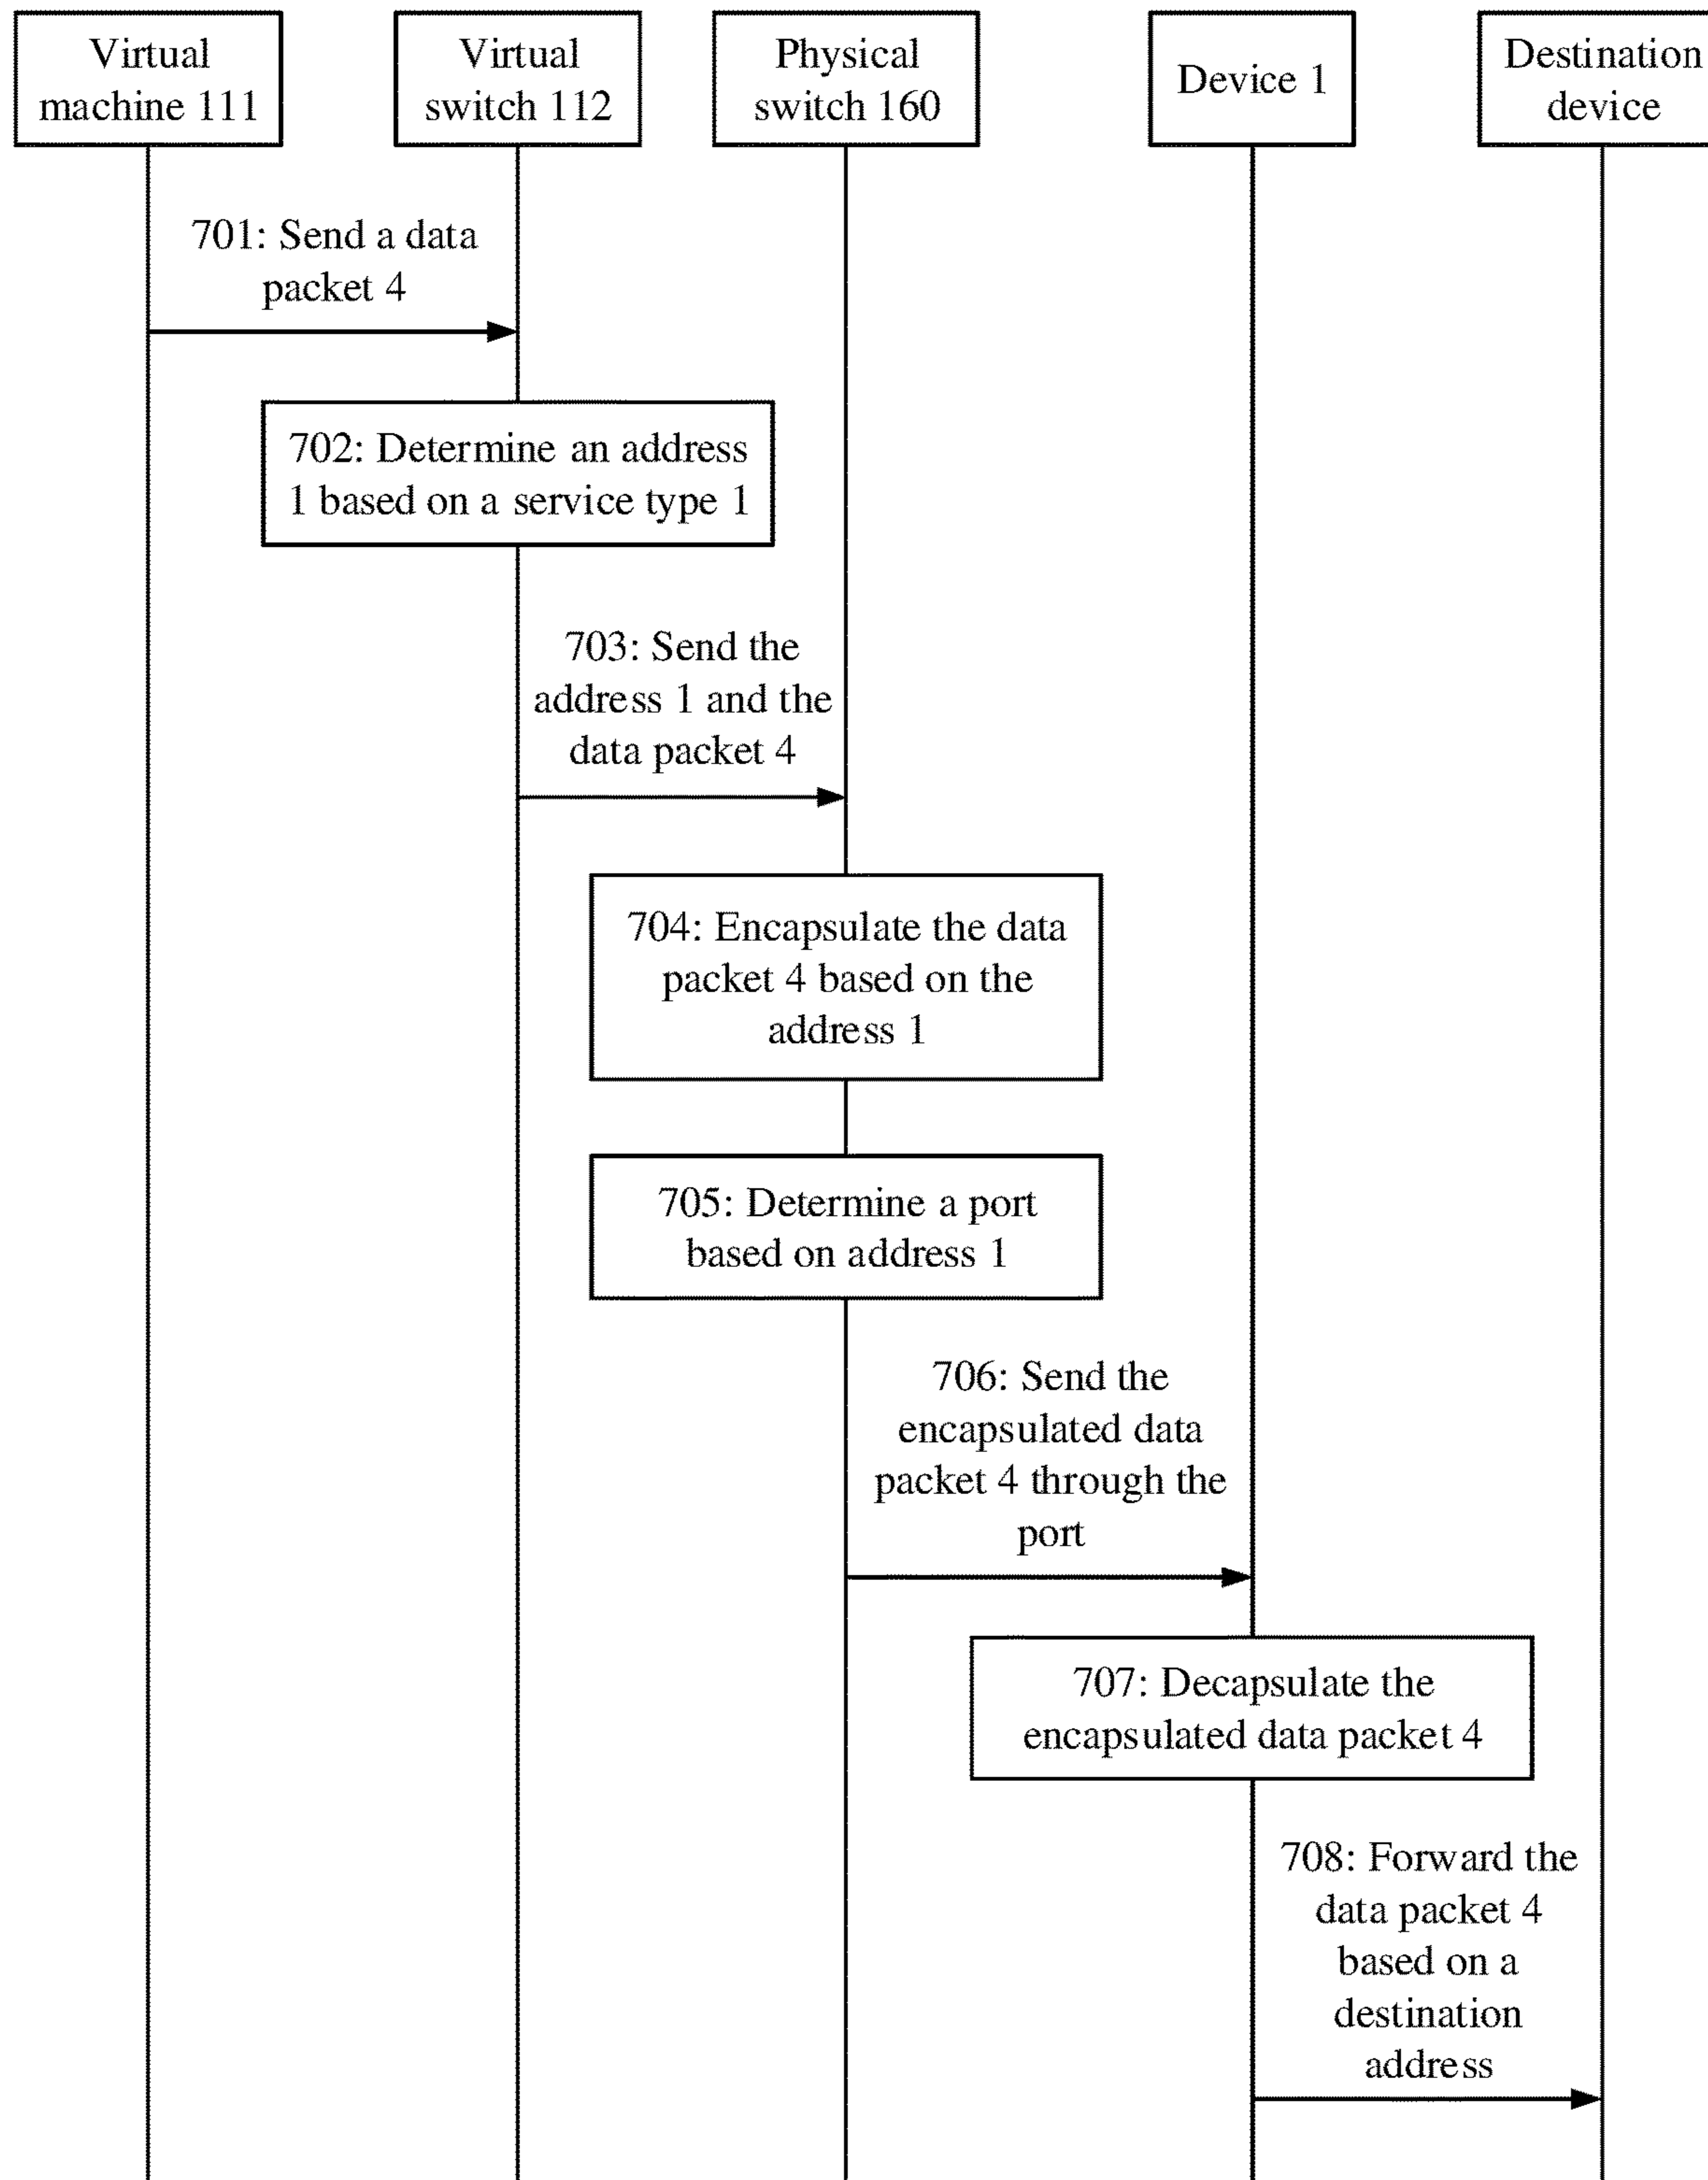 Virtual
machine 111
Virtual
switch 112
Physical
switch 160
Device 1
Destination
device
701: Send a data
packet 4
702: Determine an address
1 based on a service type 1
703: Send the
address 1 and the
data packet 4
704: Encapsulate the data
packet 4 based on the
address 1
705: Determine a port
based on address 1
706: Send the
encapsulated data
packet 4 through the
port
707: Decapsulate the
encapsulated data packet 4
708: Forward the
data packet 4
based on a
destination
address